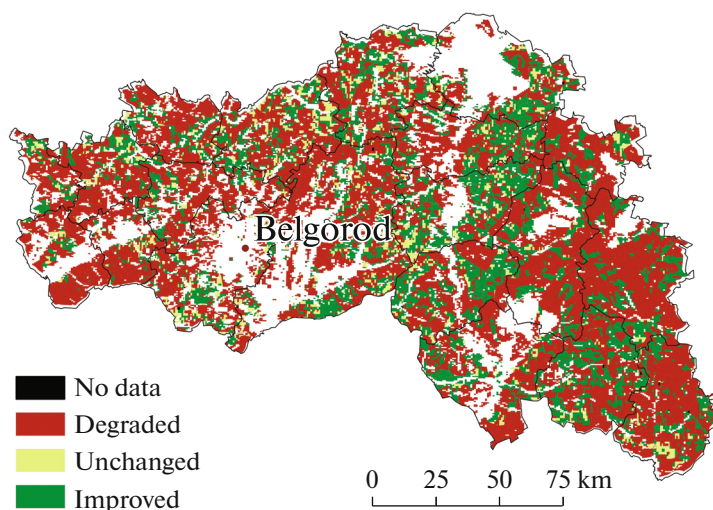 Belgorod
No data
Degraded
Unchanged
Improved
0 25 50 75 km